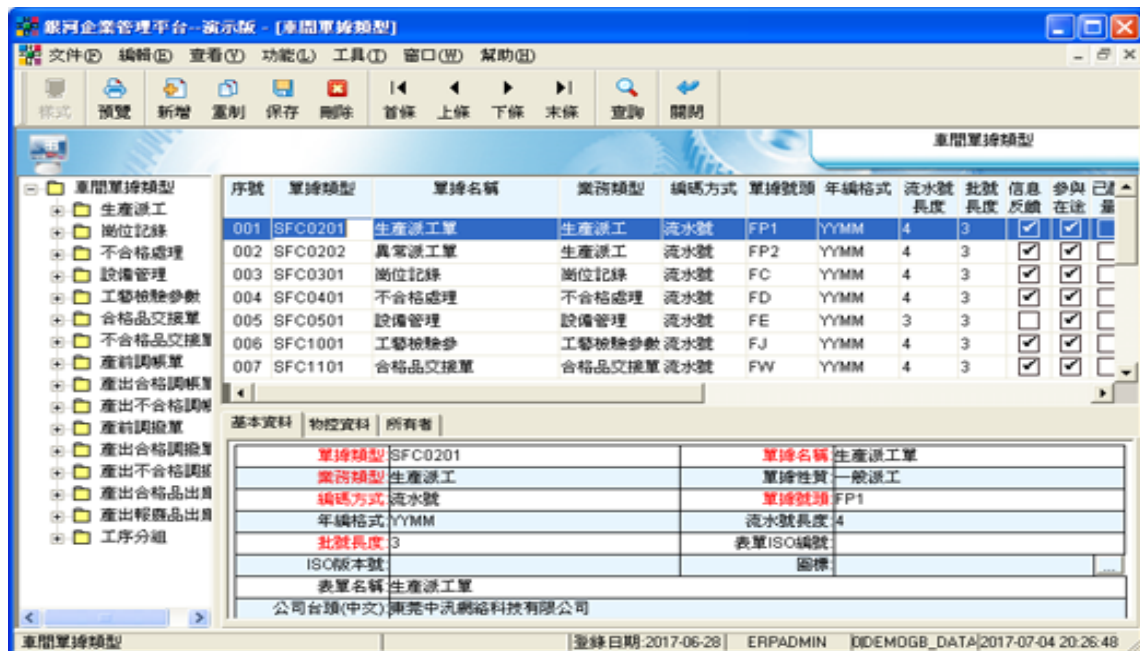 銀河企業管理平台--演示版 - [車間單據類型]
文件(F) 編輯(E) 查看(V) 功能(L) 工具(T) 窗口(W) 幫助(H)
樣式 預覽 新增 重制 保存 刪除 首條 上條 下條 末條 查詢 關閉
車間單據類型
車間單據類型
生產派工
崗位記錄
不合格處理
設備管理
工藝檢驗參數
合格品交接單
不合格品交接單
產前調帳單
產出合格調帳單
產出不合格調帳
產前調撥單
產出合格調撥單
產出不合格調撥
產出合格品出庫
產出報廢品出庫
工序分組
序號 單據類型 單據名稱 業務類型 編碼方式 單據號頭 年編格式 流水號長度 批號長度 信息反饋 參與在途 量
001 SFC0201 生產派工單 生產派工 流水號 FP1 YYMM 4 3
002 SFC0202 異常派工單 生產派工 流水號 FP2 YYMM 4 3
003 SFC0301 崗位記錄 崗位記錄 流水號 FC YYMM 4 3
004 SFC0401 不合格處理 不合格處理 流水號 FD YYMM 4 3
005 SFC0501 設備管理 設備管理 流水號 FE YYMM 3 3
006 SFC1001 工藝檢驗參 工藝檢驗參數 流水號 FJ YYMM 4 3
007 SFC1101 合格品交接單 合格品交接單 流水號 FW YYMM 4 3
基本資料 物控資料 所有者
單據類型:SFC0201 單據名稱:生產派工單
業務類型:生產派工 單據性質:一般派工
編碼方式:流水號 單據號頭:FP1
年編格式:YYMM 流水號長度:4
批號長度:3 表單ISO編號:
ISO版本號: 圖標: ...
表單名稱:生產派工單
公司台頭(中文):東莞中汎網絡科技有限公司
車間單據類型 登錄日期:2017-06-28 ERPADMIN DEMOGB_DATA 2017-07-04 20:26:48